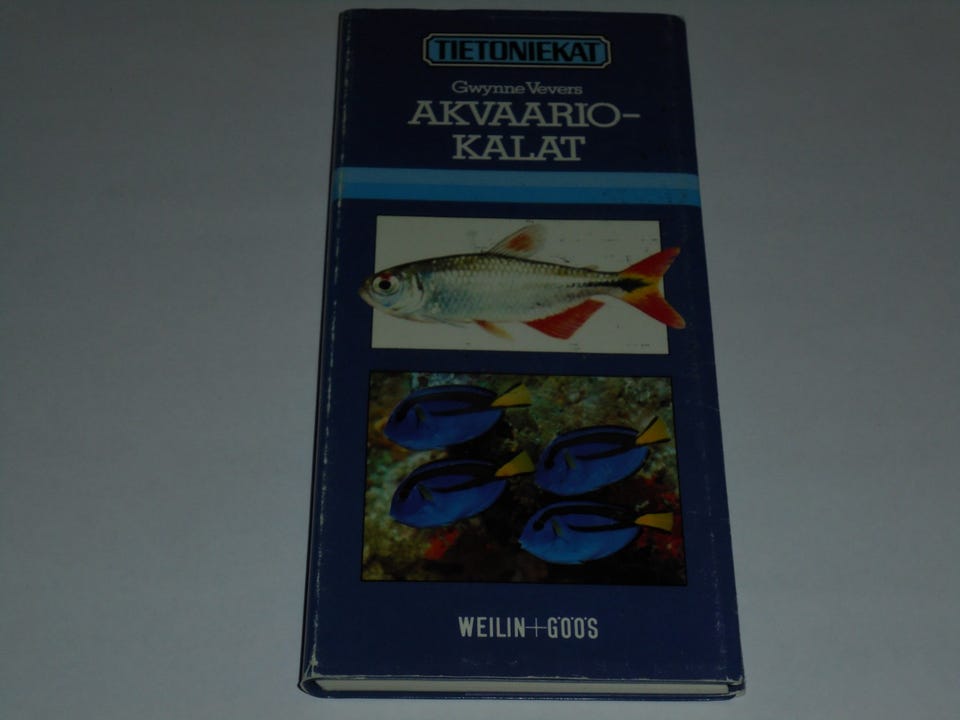 TIETONIEKAT
Gwynne Vevers
AKVAARIO-
KALAT
WEILIN+GÖÖS